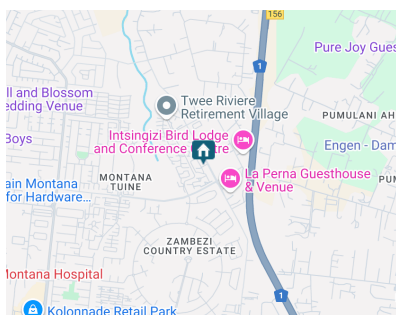 156
Pure Joy Gues
1
ll and Blossom
edding Venue
Twee Riviere
Retirement Village
PUMULANI AH
Boys
Intsingizi Bird Lodge
and Conference C tre
Engen - Dam
La Perna Guesthouse
& Venue
PUM
ain Montana
for Hardware...
MONTANA
TUINE
ZAMBEZI
COUNTRY ESTATE
Montana Hospital
1
Kolonnade Retail Park